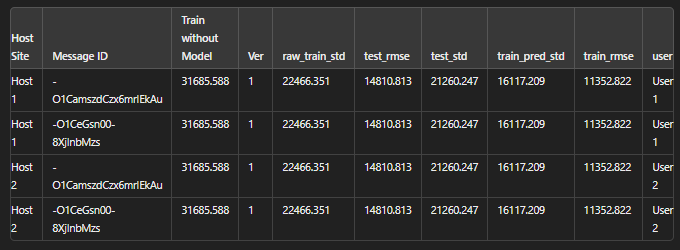 Host Site Message ID Train without Model Ver raw_train_std test_rmse test_std train_pred_std train_rmse user
Host 1 -O1CamszdCzx6mrIEkAu 31685.588 1 22466.351 14810.813 21260.247 16117.209 11352.822 User 1
Host 1 -O1CeGsn00-8XjInbMzs 31685.588 1 22466.351 14810.813 21260.247 16117.209 11352.822 User 1
Host 2 -O1CamszdCzx6mrIEkAu 31685.588 1 22466.351 14810.813 21260.247 16117.209 11352.822 User 2
Host 2 -O1CeGsn00-8XjInbMzs 31685.588 1 22466.351 14810.813 21260.247 16117.209 11352.822 User 2